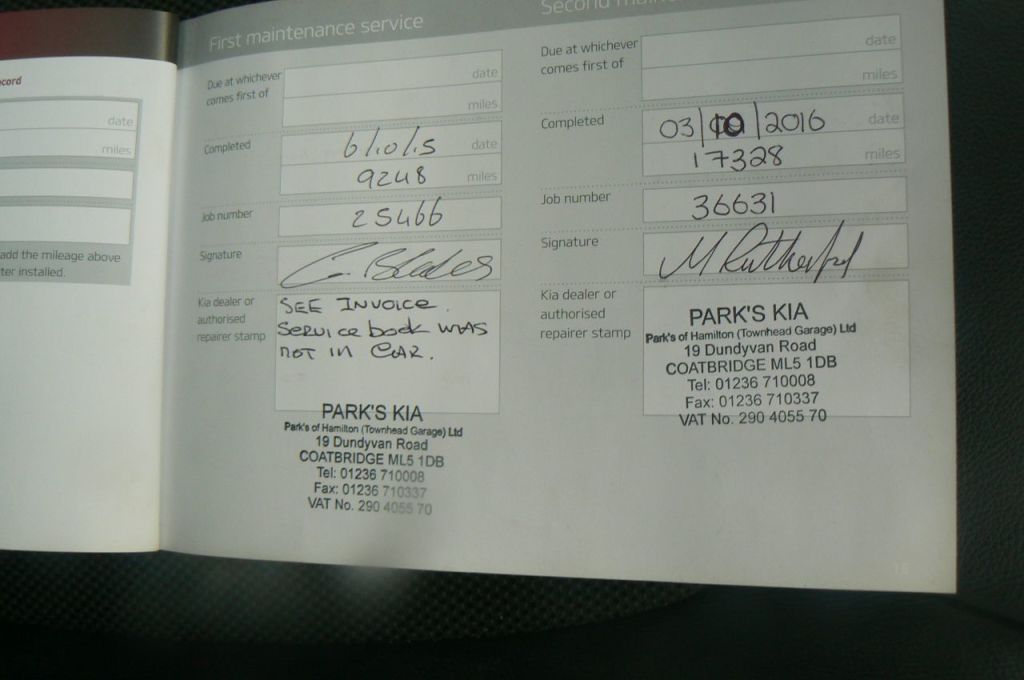 cord
date
miles
add the mileage above
ter installed.
First maintenance service
Due at whichever
comes first of
date
miles
Completed
6/10/15 date
9248 miles
Job number
25466
Signature
Kia dealer or
authorised
repairer stamp
SEE INVOICE.
SERVICE book WAS
NOT IN CAR.
PARK'S KIA
Park's of Hamilton (Townhead Garage) Ltd
19 Dundyvan Road
COATBRIDGE ML5 1DB
Tel: 01236 710008
Fax: 01236 710337
VAT No. 290 4055 70
Second
Due at whichever
comes first of
date
miles
Completed
03/10/2016 date
17328 miles
Job number
36631
Signature
M Rutherford
Kia dealer or
authorised
repairer stamp
PARK'S KIA
Park's of Hamilton (Townhead Garage) Ltd
19 Dundyvan Road
COATBRIDGE ML5 1DB
Tel: 01236 710008
Fax: 01236 710337
VAT No. 290 4055 70